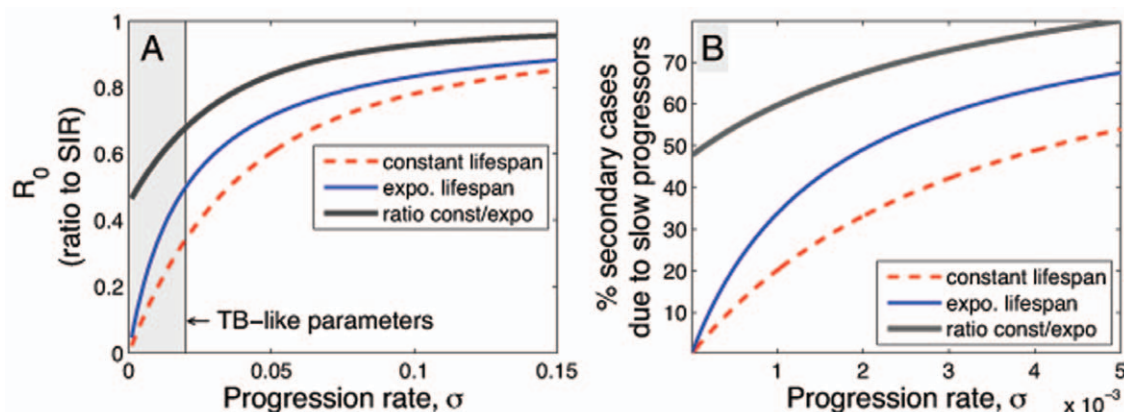 A
R0
(ratio to SIR)
1
0.8
0.6
0.4
0.2
0
constant lifespan
expo. lifespan
ratio const/expo
← TB–like parameters
0 0.05 0.1 0.15
Progression rate, σ
B
% secondary cases
due to slow progressors
70
60
50
40
30
20
10
constant lifespan
expo. lifespan
ratio const/expo
1 2 3 4 5
Progression rate, σ x 10⁻³